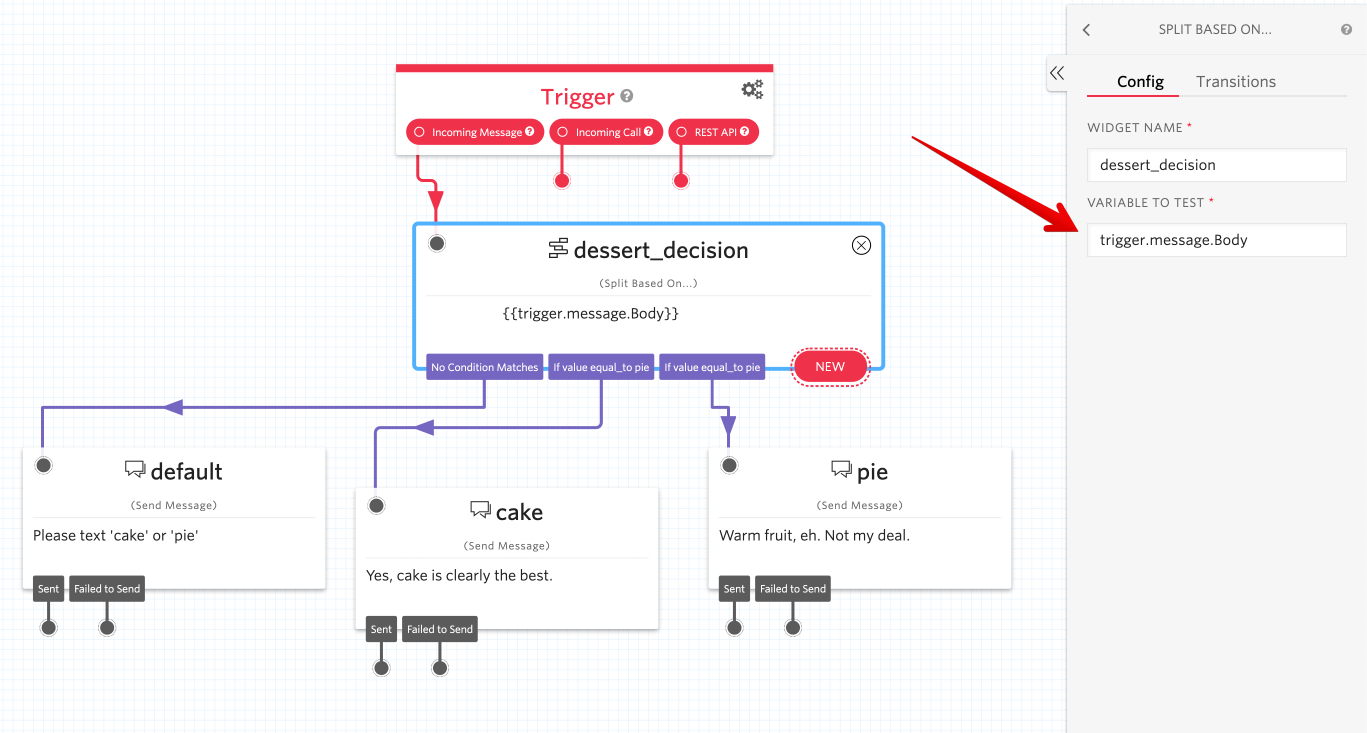 SPLIT BASED ON...
Config Transitions
WIDGET NAME *
dessert_decision
VARIABLE TO TEST *
trigger.message.Body
Trigger
Incoming Message Incoming Call REST API
dessert_decision
(Split Based On...)
{{trigger.message.Body}}
No Condition Matches If value equal_to pie If value equal_to pie NEW
default
(Send Message)
Please text 'cake' or 'pie'
Sent Failed to Send
cake
(Send Message)
Yes, cake is clearly the best.
Sent Failed to Send
pie
(Send Message)
Warm fruit, eh. Not my deal.
Sent Failed to Send